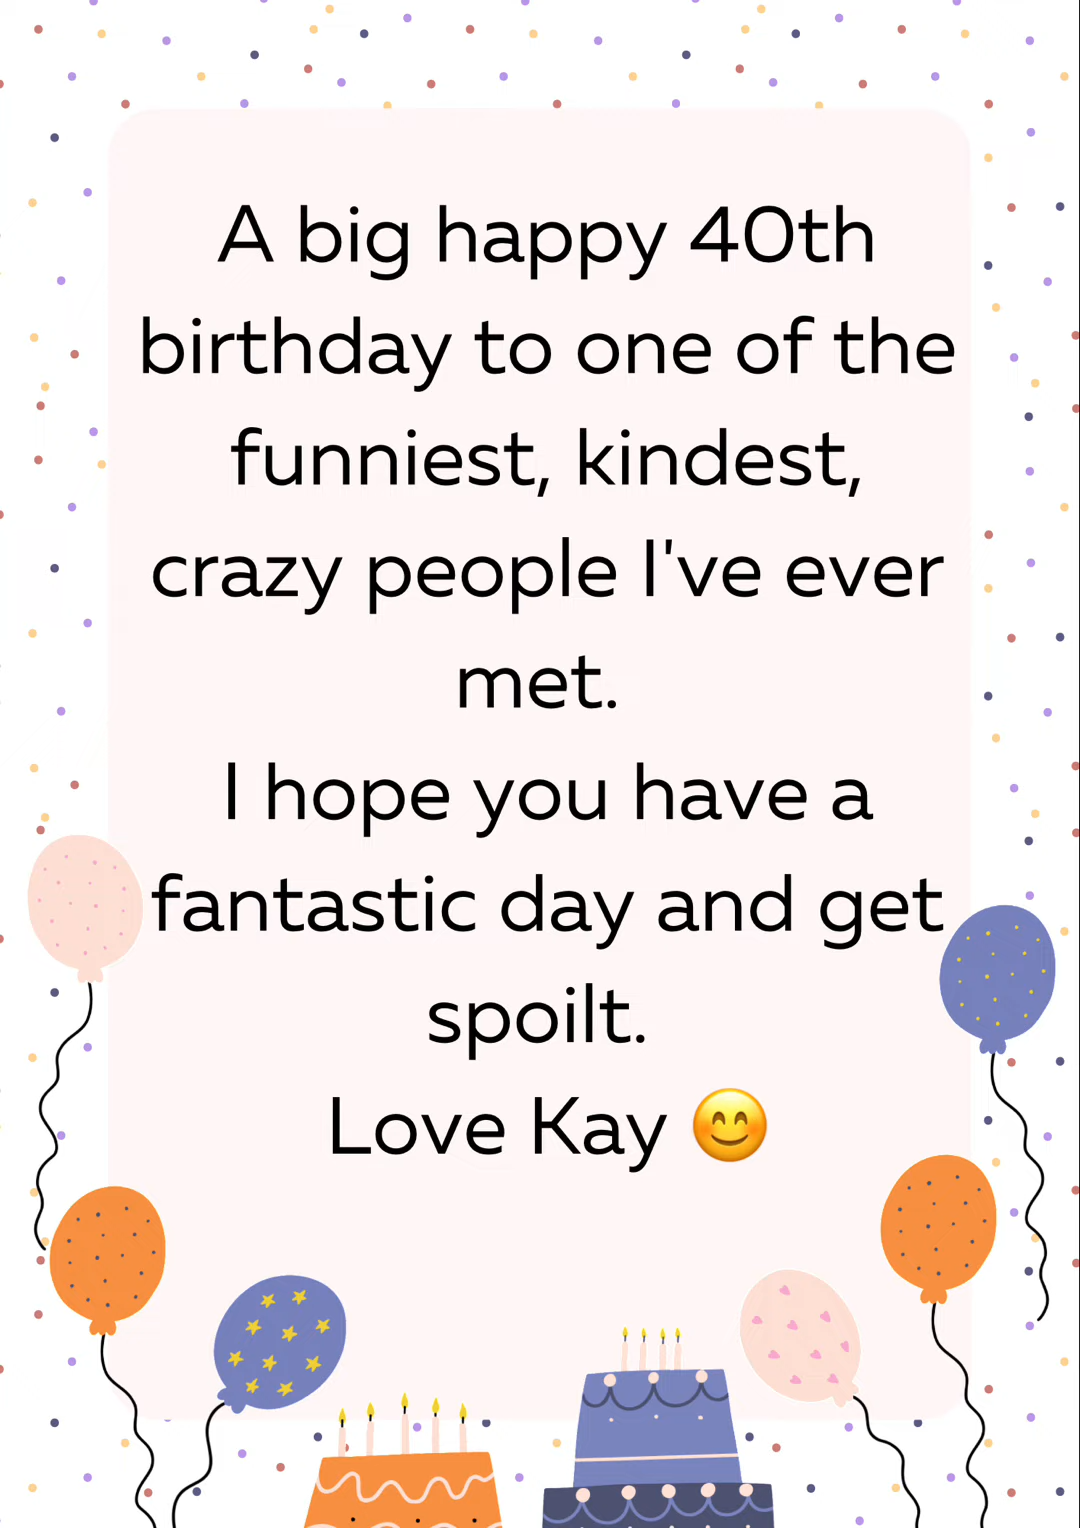 A big happy 40th
birthday to one of the
funniest, kindest,
crazy people I've ever
met.
I hope you have a
fantastic day and get
spoilt.
Love Kay 😊